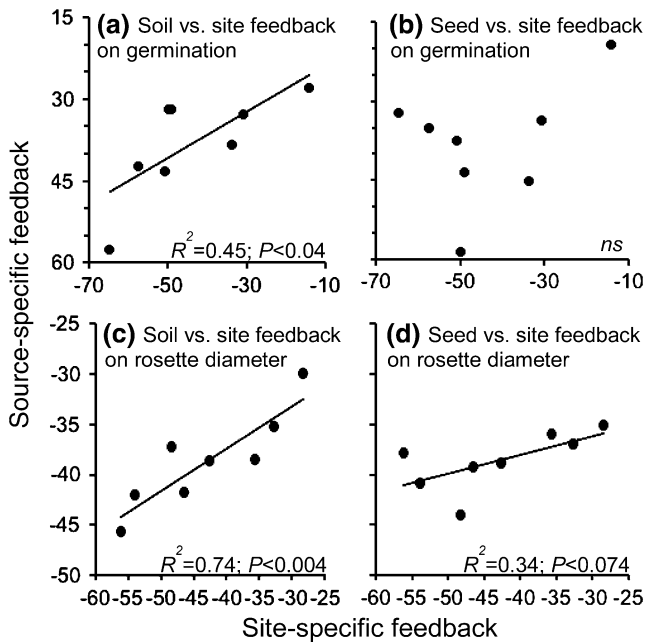 (a) Soil vs. site feedback
on germination
(b) Seed vs. site feedback
on germination
15
30
45
60
R²=0.45; P<0.04
ns
-70 -50 -30 -10
-70 -50 -30 -10
Source-specific feedback
(c) Soil vs. site feedback
on rosette diameter
(d) Seed vs. site feedback
on rosette diameter
-25
-30
-35
-40
-45
-50
R²=0.74; P<0.004
R²=0.34; P<0.074
-60 -55 -50 -45 -40 -35 -30 -25
-60 -55 -50 -45 -40 -35 -30 -25
Site-specific feedback